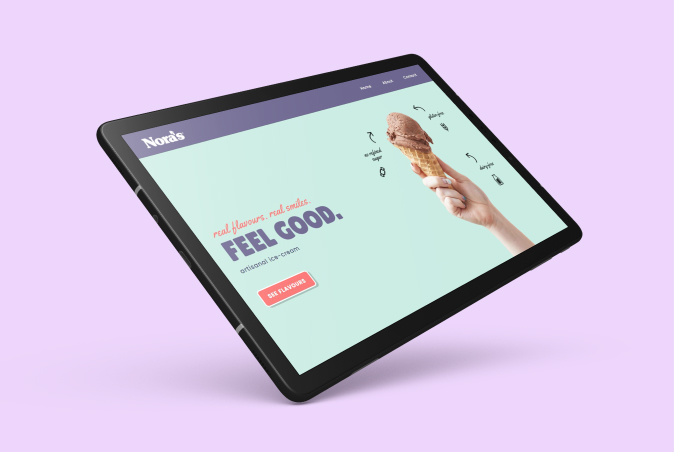 Nora's
Home About Contact
gluten free
no refined
sugar
dairy free
real flavours, real smiles.
FEEL GOOD.
artisanal ice-cream
SEE FLAVOURS